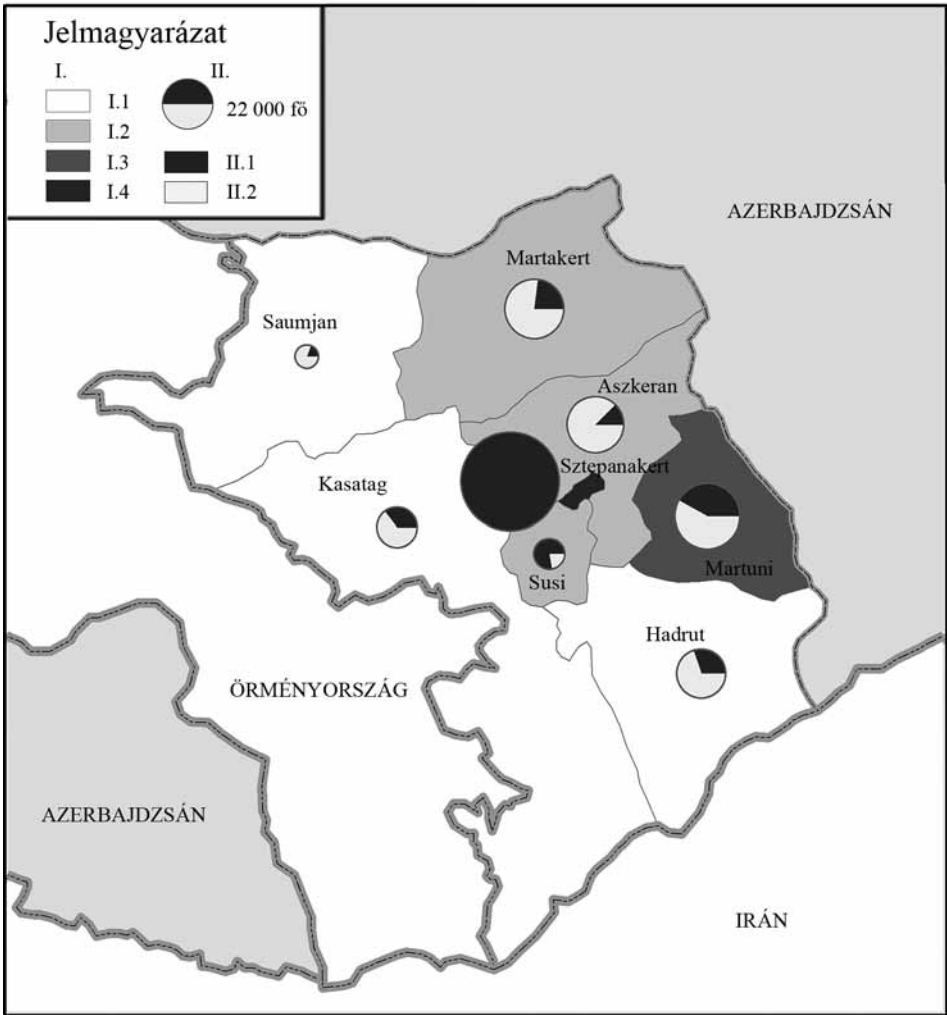 Jelmagyarázat
I. II.
I.1 22 000 fő
I.2
I.3 II.1
I.4 II.2
AZERBAJDZSÁN
Martakert
Saumjan
Aszkeran
Sztepanakert
Kasatag
Martuni
Susi
Hadrut
ÖRMÉNYORSZÁG
AZERBAJDZSÁN
IRÁN